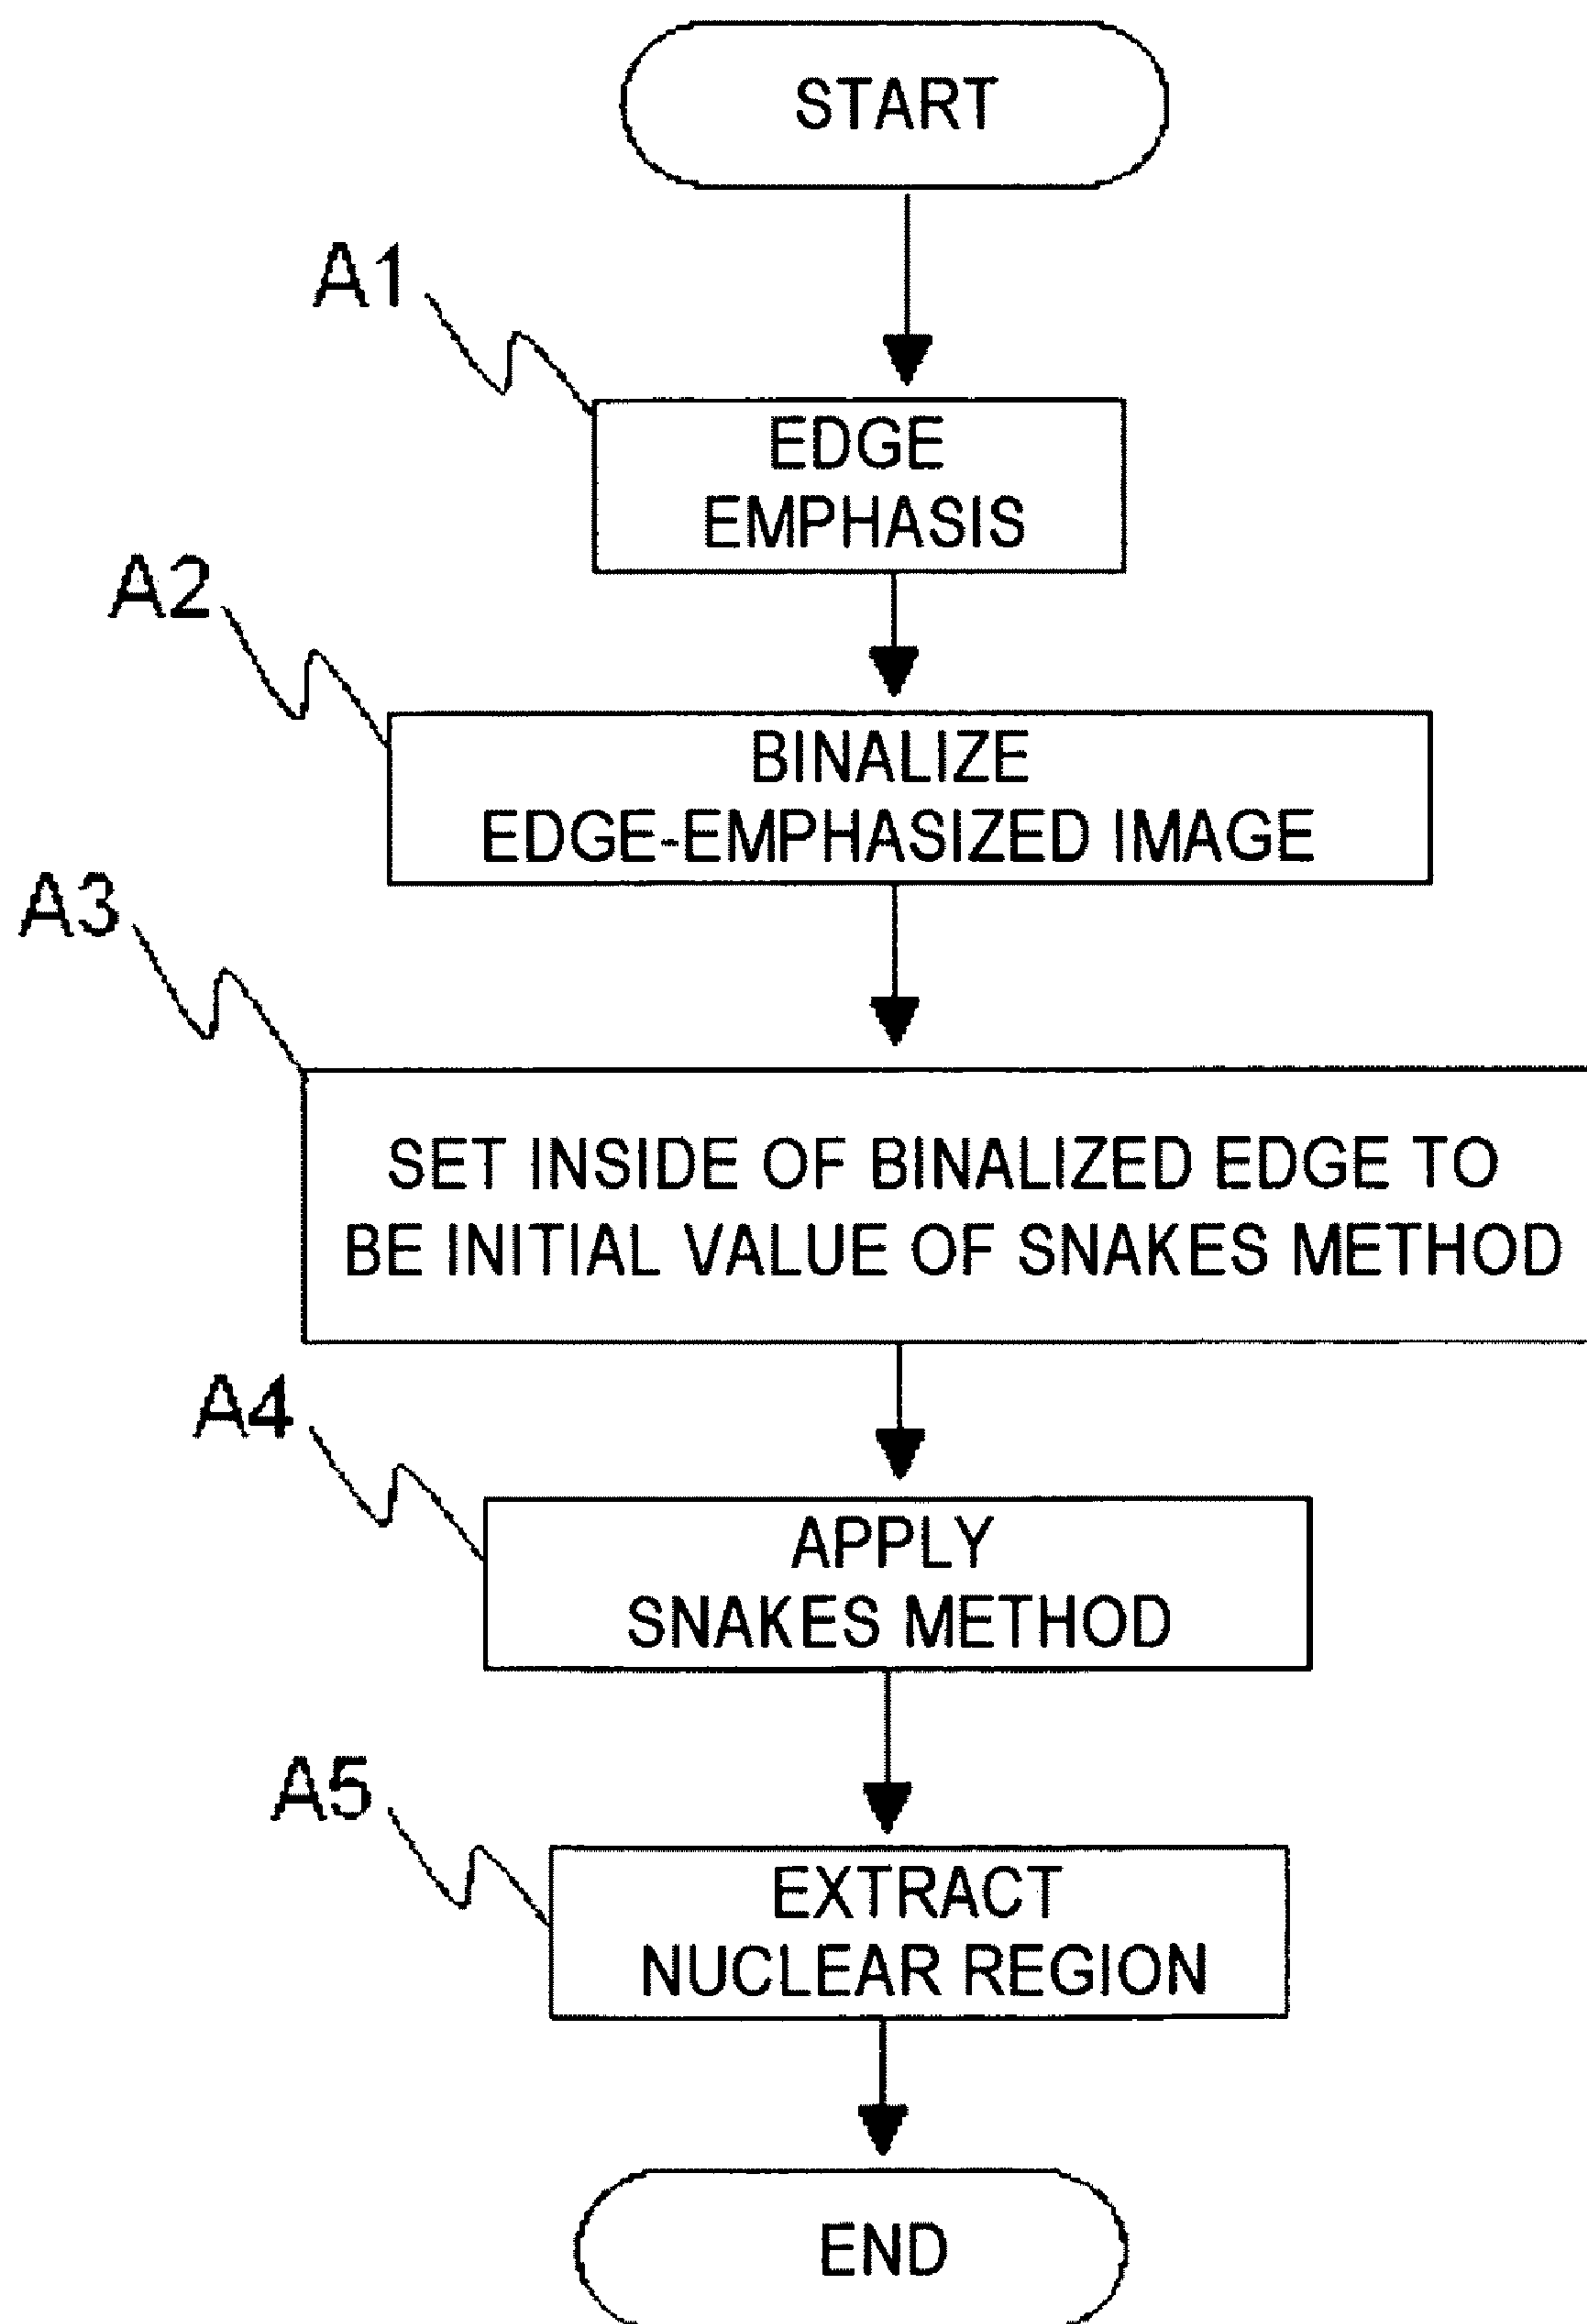 START
A1
EDGE
EMPHASIS
A2
BINALIZE
EDGE-EMPHASIZED IMAGE
A3
SET INSIDE OF BINALIZED EDGE TO
BE INITIAL VALUE OF SNAKES METHOD
A4
APPLY
SNAKES METHOD
A5
EXTRACT
NUCLEAR REGION
END